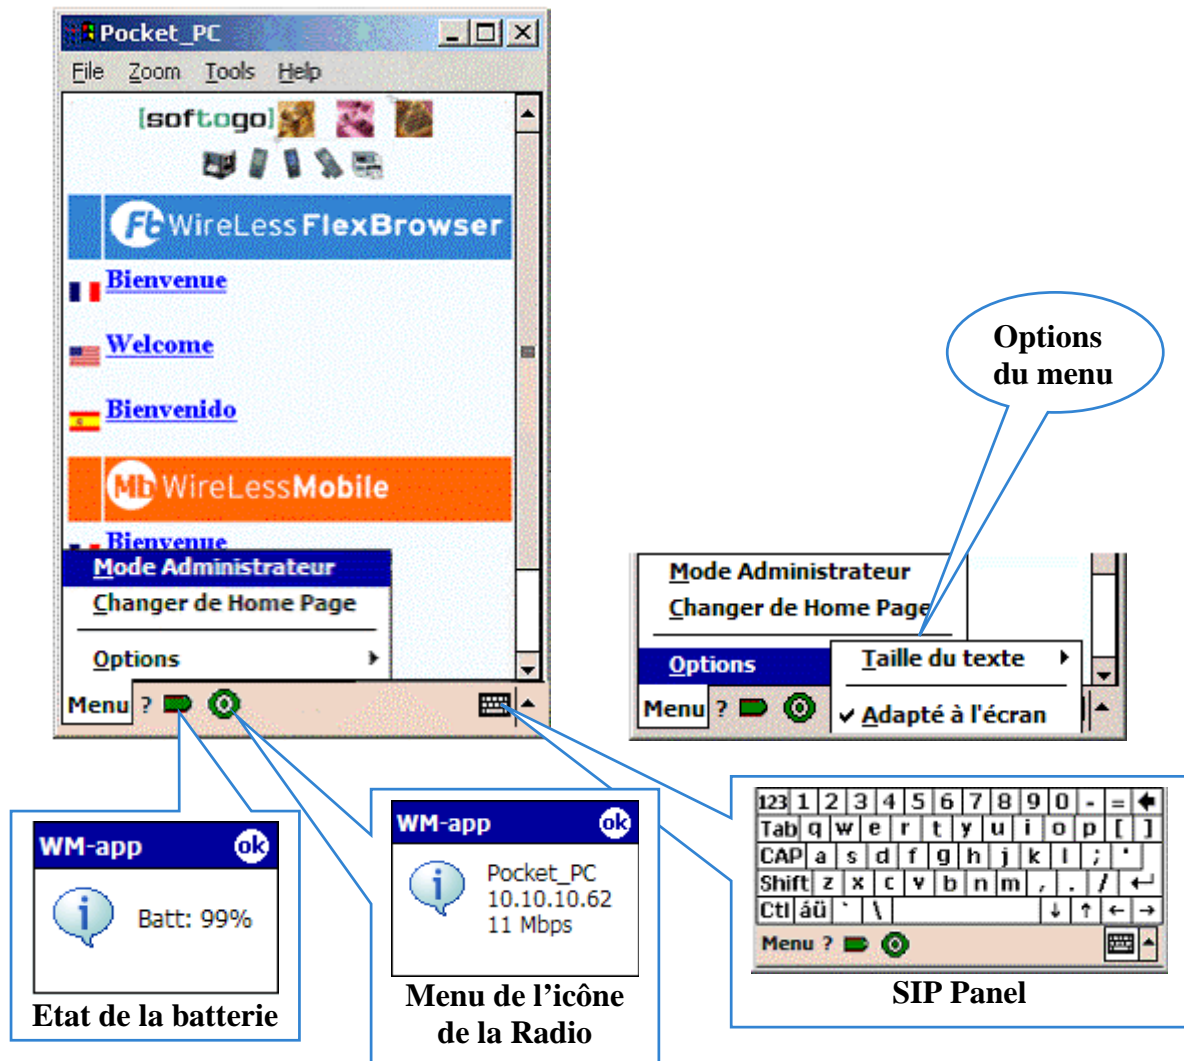 Pocket_PC
File Zoom Tools Help
[softogo]
Fb WireLess FlexBrowser
Bienvenue
Welcome
Bienvenido
Mb WireLessMobile
Bienvenue
Mode Administrateur
Changer de Home Page
Options
Menu ?
Options
du menu
Mode Administrateur
Changer de Home Page
Options
Taille du texte
Menu ?
Adapté à l'écran
WM-app ok
Batt: 99%
Etat de la batterie
WM-app ok
Pocket_PC
10.10.10.62
11 Mbps
Menu de l'icône
de la Radio
123 1 2 3 4 5 6 7 8 9 0 - =
Tab q w e r t y u i o p [ ]
CAP a s d f g h j k l ; '
Shift z x c v b n m , . /
Ctl áü ` \
Menu ?
SIP Panel